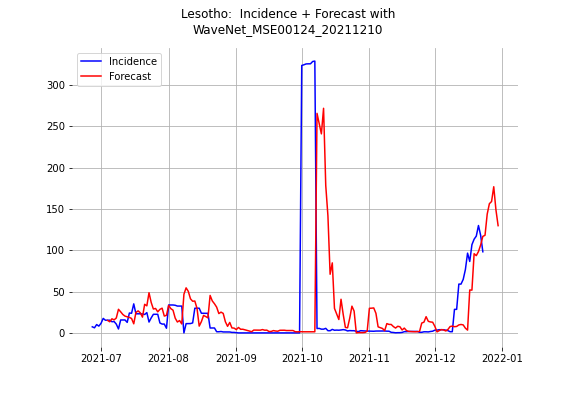 Lesotho:  Incidence + Forecast with
WaveNet_MSE00124_20211210
Incidence
Forecast
300
250
200
150
100
50
0
2021-07 2021-08 2021-09 2021-10 2021-11 2021-12 2022-01